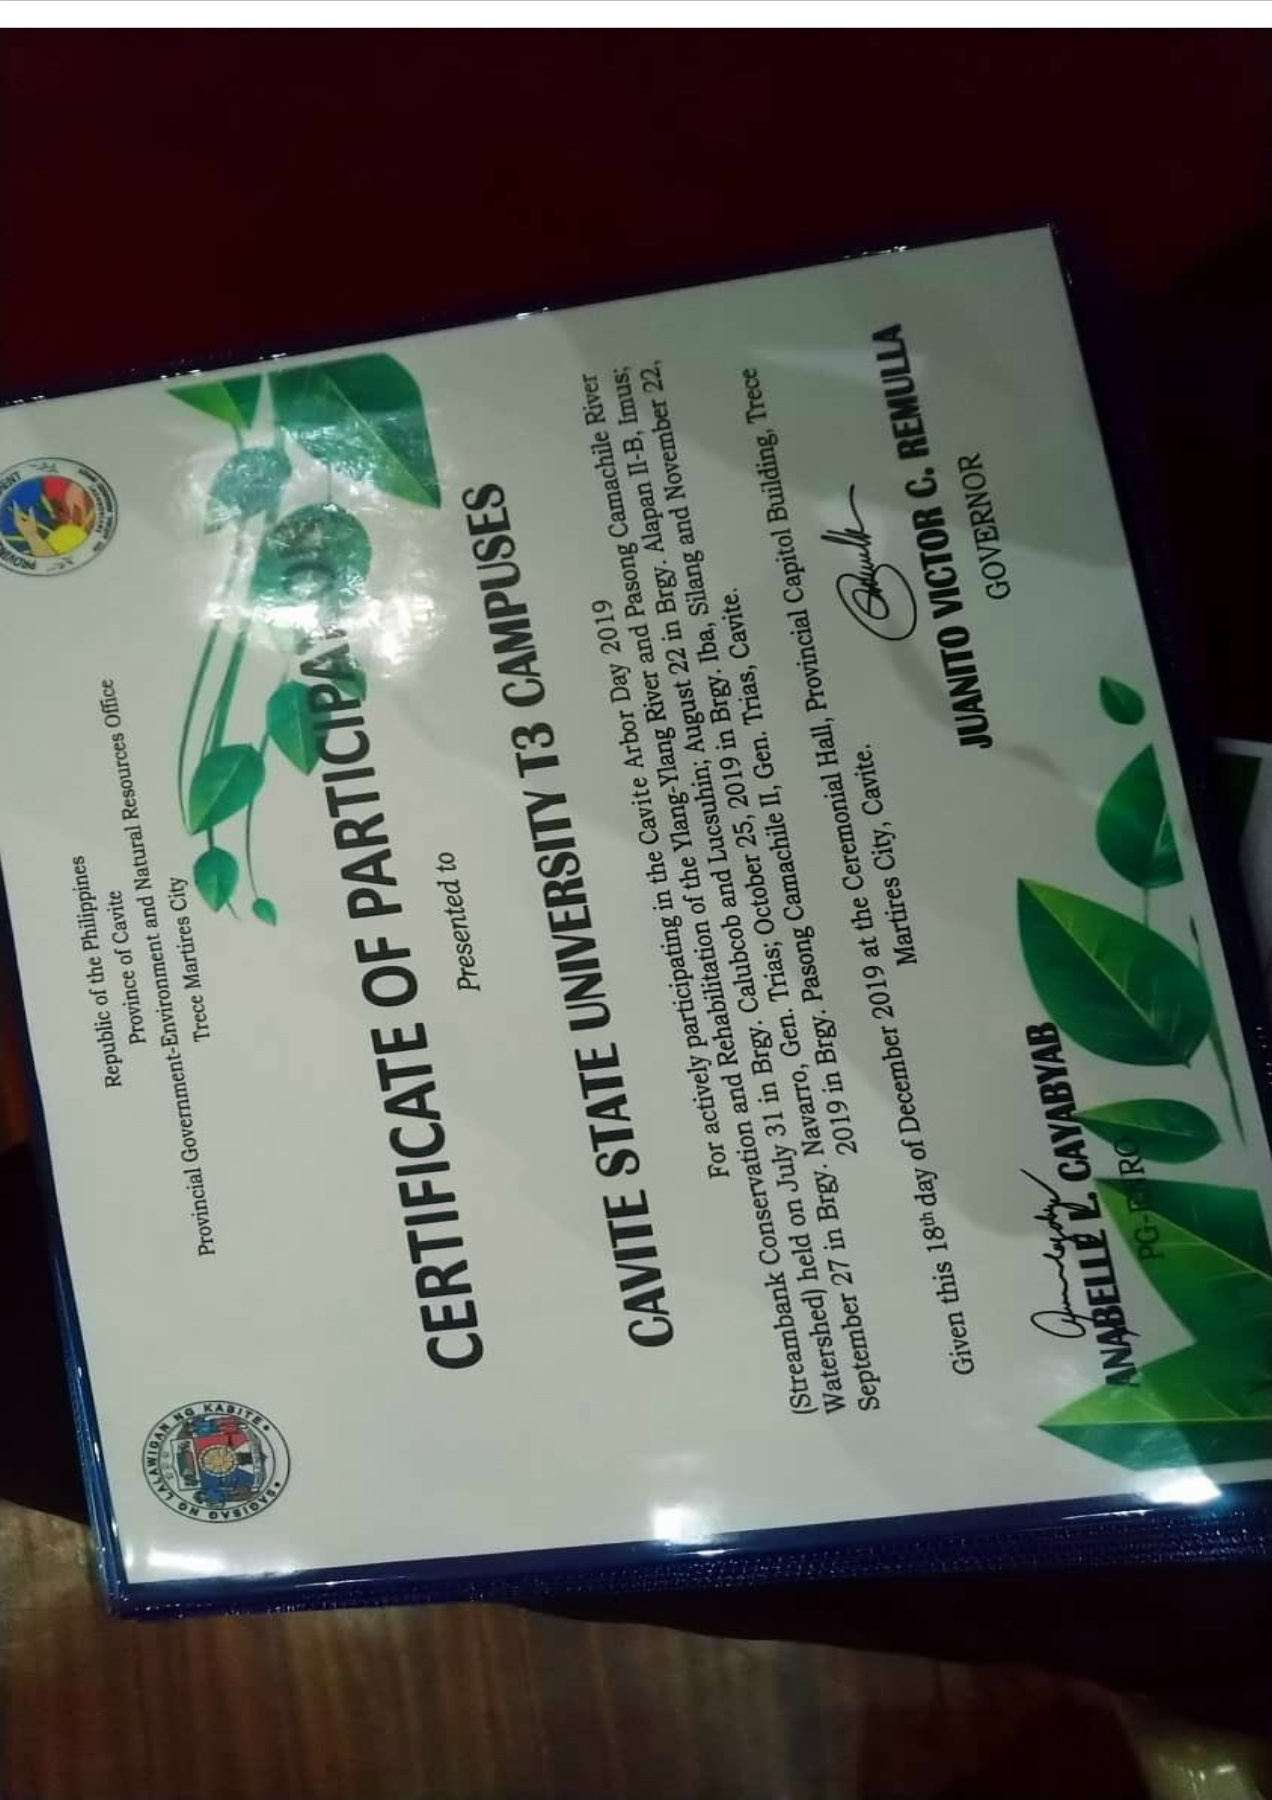 Republic of the Philippines
Province of Cavite
Provincial Government-Environment and Natural Resources Office
Trece Martires City
SAGISAG NG LALAWIGAN NG KABITE
CERTIFICATE OF PARTICIPATION
Presented to
CAVITE STATE UNIVERSITY T3 CAMPUSES
For actively participating in the Cavite Arbor Day 2019
(Streambank Conservation and Rehabilitation of the Ylang-Ylang River and Pasong Camachile River
Watershed) held on July 31 in Brgy. Calubcob and Lucsuhin; August 22 in Brgy. Alapan II-B, Imus;
September 27 in Brgy. Navarro, Gen. Trias; October 25, 2019 in Brgy. Iba, Silang and November 22,
2019 in Brgy. Pasong Camachile II, Gen. Trias, Cavite.
Given this 18th day of December 2019 at the Ceremonial Hall, Provincial Capitol Building, Trece
Martires City, Cavite.
ANABELLE L. CAYABYAB
PG-ENRO
JUANITO VICTOR C. REMULLA
GOVERNOR